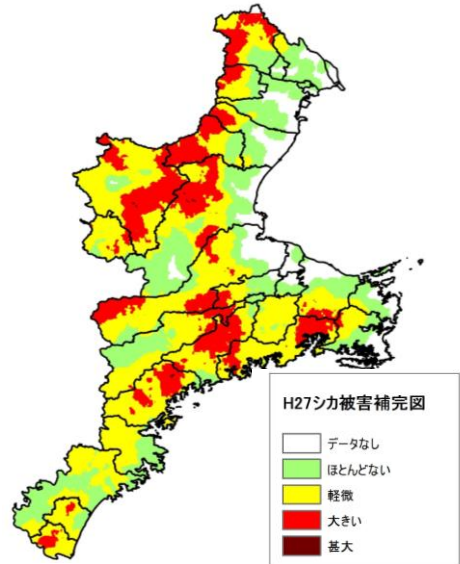 H27シカ被害補完図
データなし
ほとんどない
軽微
大きい
甚大